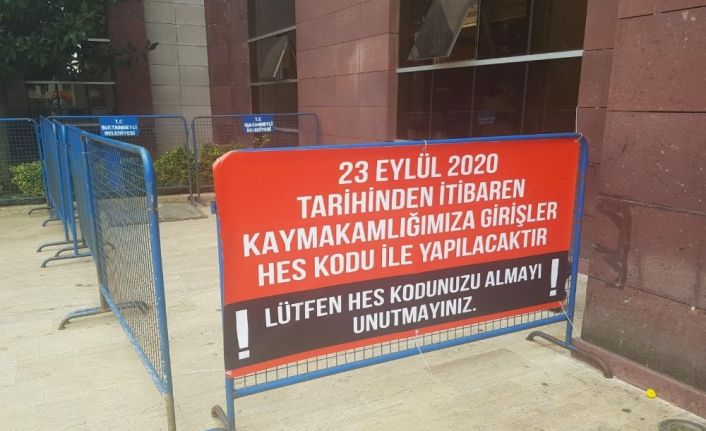 T.C.
SULTANBEYLİ
BELEDİYESİ
T.C.
SULTANBEYLİ
BELEDİYESİ
23 EYLÜL 2020
TARİHİNDEN İTİBAREN
KAYMAKAMLIĞIMIZA GİRİŞLER
HES KODU İLE YAPILACAKTIR
! LÜTFEN HES KODUNUZU ALMAYI !
UNUTMAYINIZ.